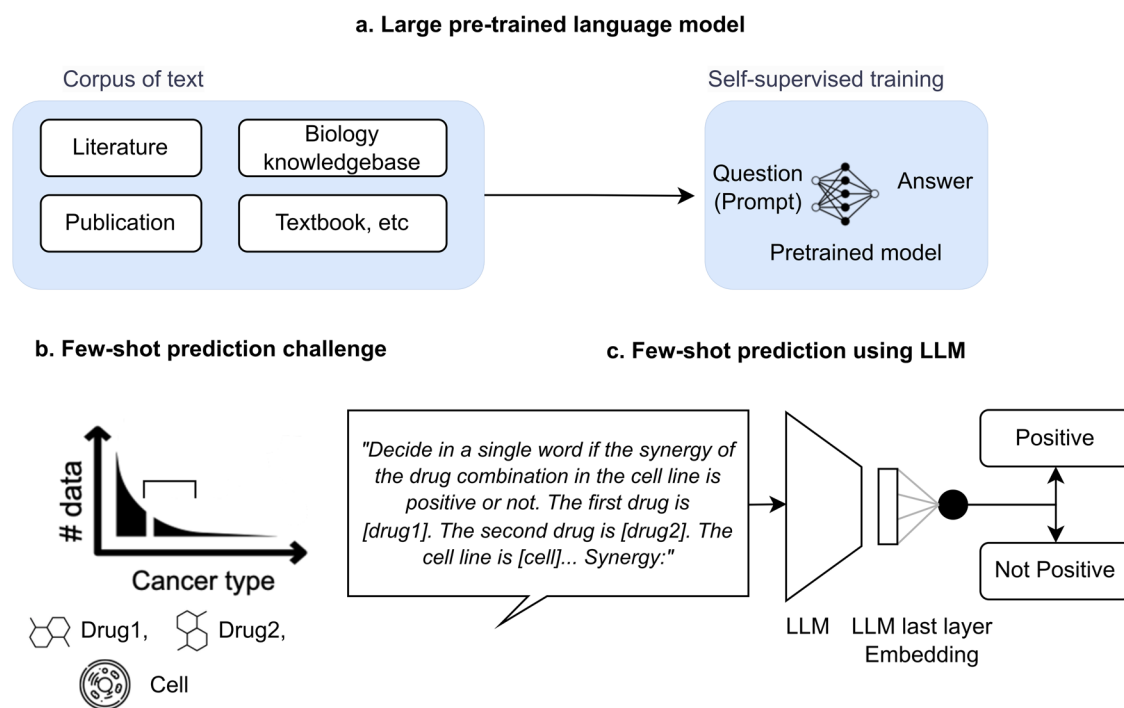 a. Large pre-trained language model
Corpus of text
Literature
Biology
knowledgebase
Publication
Textbook, etc
Self-supervised training
Question
(Prompt)
Answer
Pretrained model
b. Few-shot prediction challenge
# data
Cancer type
Drug1,
Drug2,
Cell
c. Few-shot prediction using LLM
"Decide in a single word if the synergy of
the drug combination in the cell line is
positive or not. The first drug is
[drug1]. The second drug is [drug2]. The
cell line is [cell]... Synergy:"
LLM
LLM last layer
Embedding
Positive
Not Positive